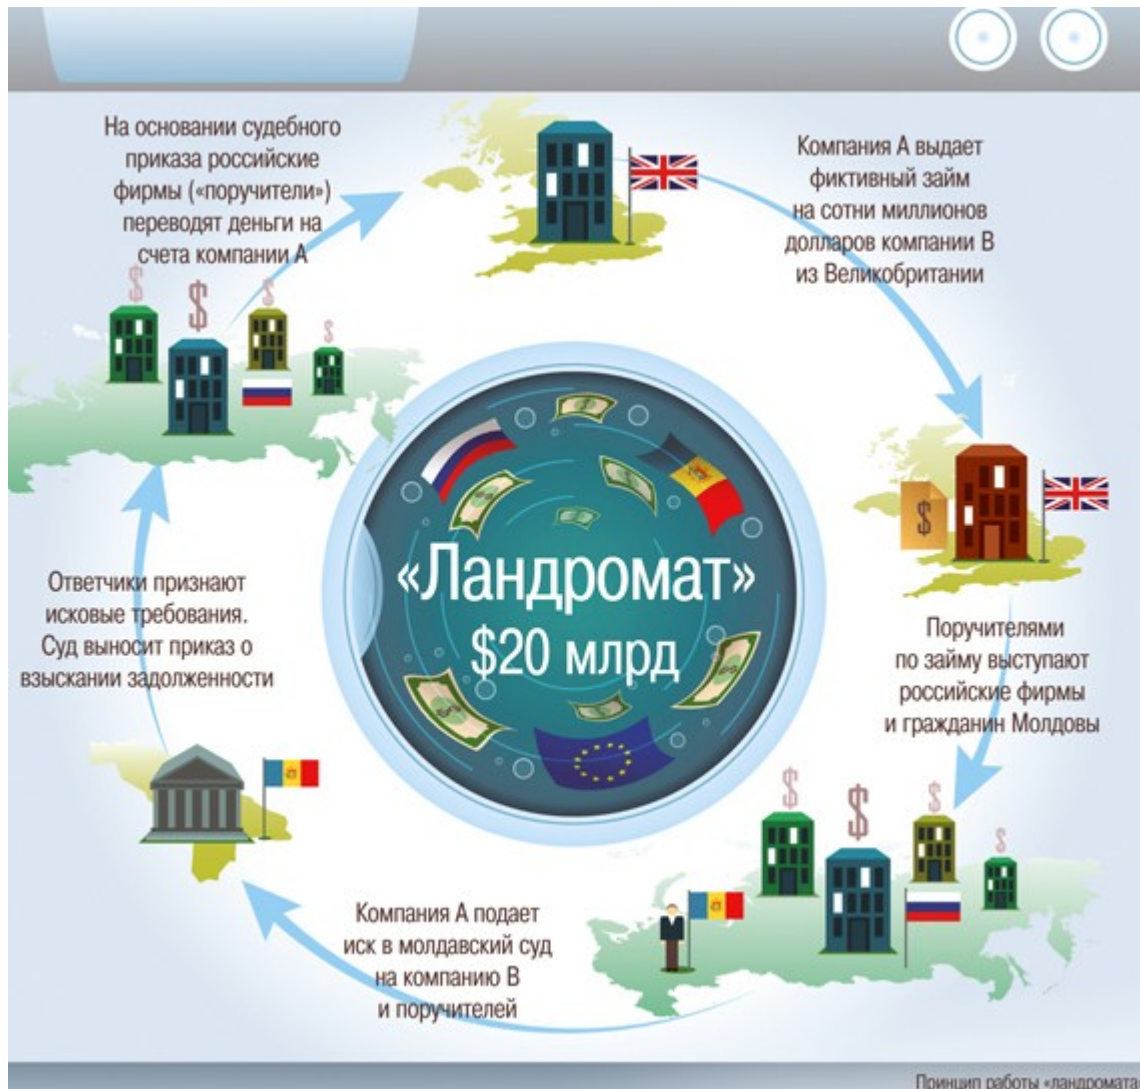 На основании судебного
приказа российские
фирмы («поручители»)
переводят деньги на
счета компании А
Компания А выдает
фиктивный займ
на сотни миллионов
долларов компании В
из Великобритании
«Ландромат»
$20 млрд
Ответчики признают
исковые требования.
Суд выносит приказ о
взыскании задолженности
Поручителями
по займу выступают
российские фирмы
и гражданин Молдовы
Компания А подает
иск в молдавский суд
на компанию В
и поручителей
Принцип работы «ландромата